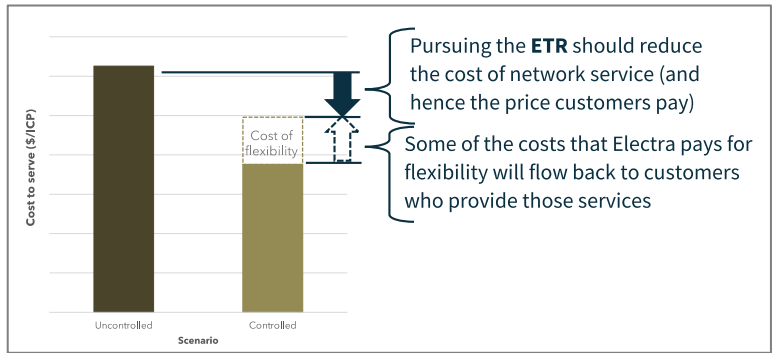 Pursuing the ETR should reduce
the cost of network service (and
hence the price customers pay)
Some of the costs that Electra pays for
flexibility will flow back to customers
who provide those services
Cost of
flexibility
Cost to serve ($/ICP)
Uncontrolled
Controlled
Scenario